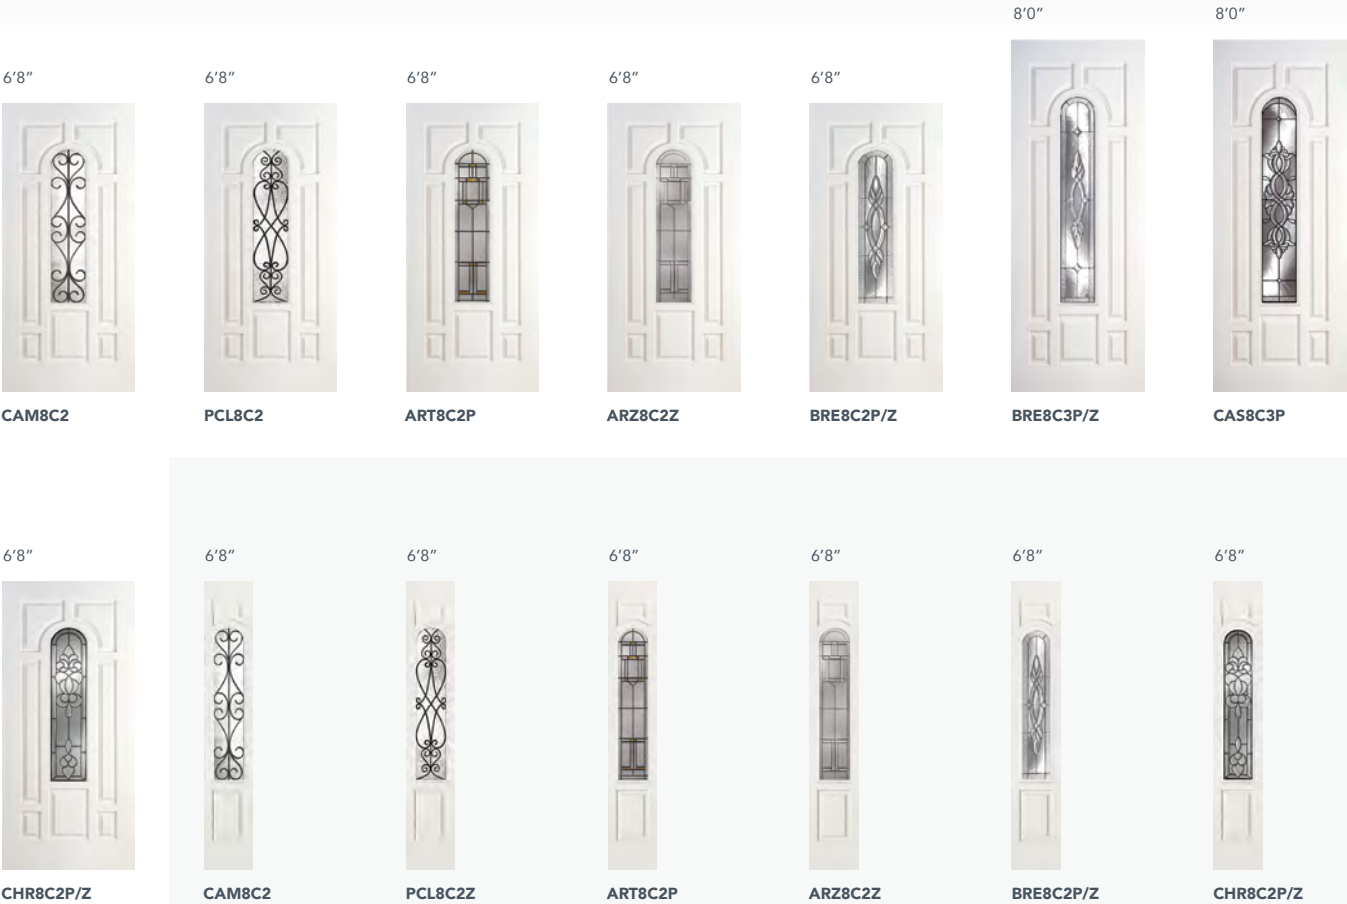 8’0” 8’0”
6’8” 6’8” 6’8” 6’8” 6’8”
CAM8C2 PCL8C2 ART8C2P ARZ8C2Z BRE8C2P/Z BRE8C3P/Z CAS8C3P
6’8” 6’8” 6’8” 6’8” 6’8” 6’8” 6’8”
CHR8C2P/Z CAM8C2 PCL8C2Z ART8C2P ARZ8C2Z BRE8C2P/Z CHR8C2P/Z